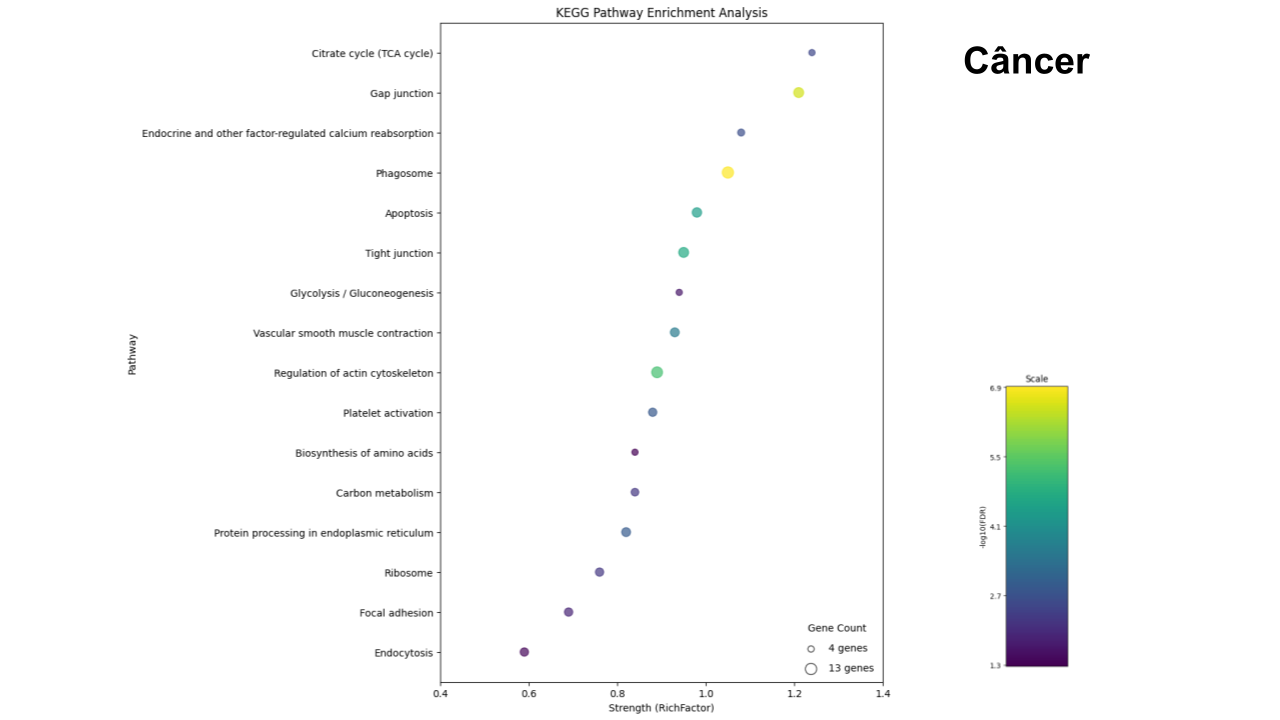 KEGG Pathway Enrichment Analysis
Câncer
Citrate cycle (TCA cycle)
Gap junction
Endocrine and other factor-regulated calcium reabsorption
Phagosome
Apoptosis
Tight junction
Glycolysis / Gluconeogenesis
Vascular smooth muscle contraction
Regulation of actin cytoskeleton
Platelet activation
Biosynthesis of amino acids
Carbon metabolism
Protein processing in endoplasmic reticulum
Ribosome
Focal adhesion
Endocytosis
Pathway
0.4 0.6 0.8 1.0 1.2 1.4
Strength (RichFactor)
Gene Count
4 genes
13 genes
Scale
6.9
5.5
4.1
2.7
1.3
-log10(FDR)